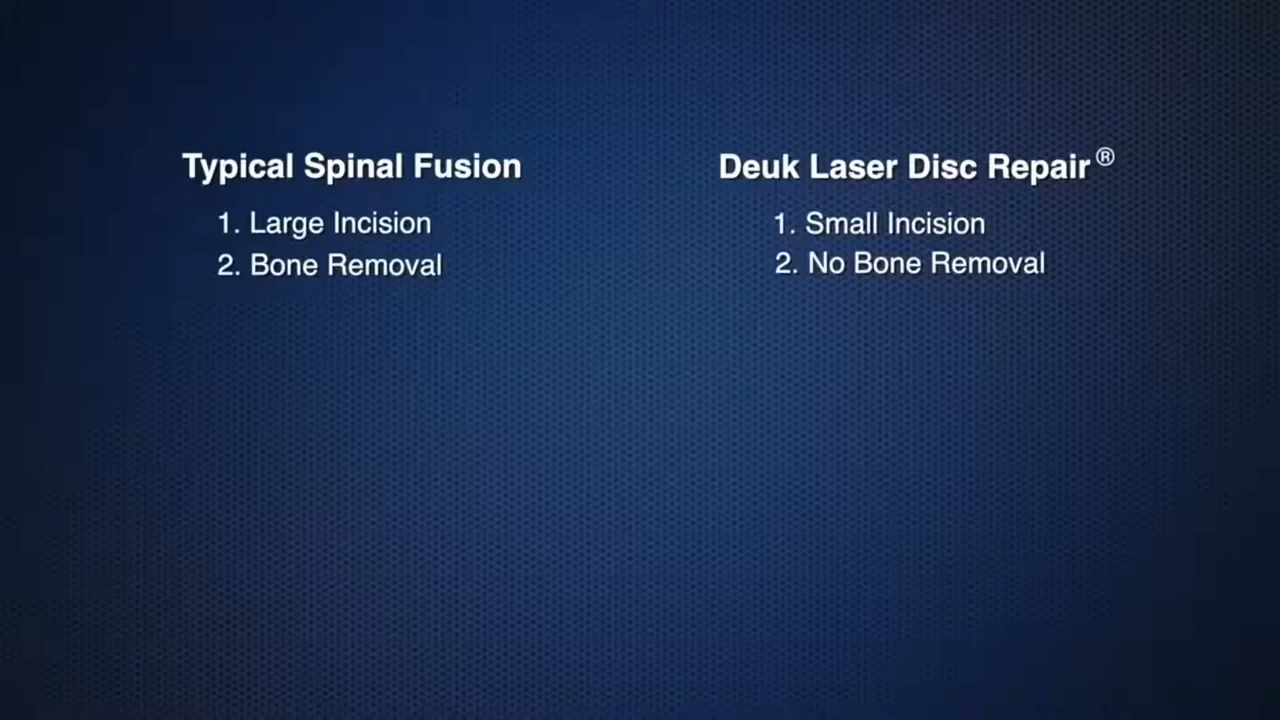 Typical Spinal Fusion
1. Large Incision
2. Bone Removal
Deuk Laser Disc Repair®
1. Small Incision
2. No Bone Removal